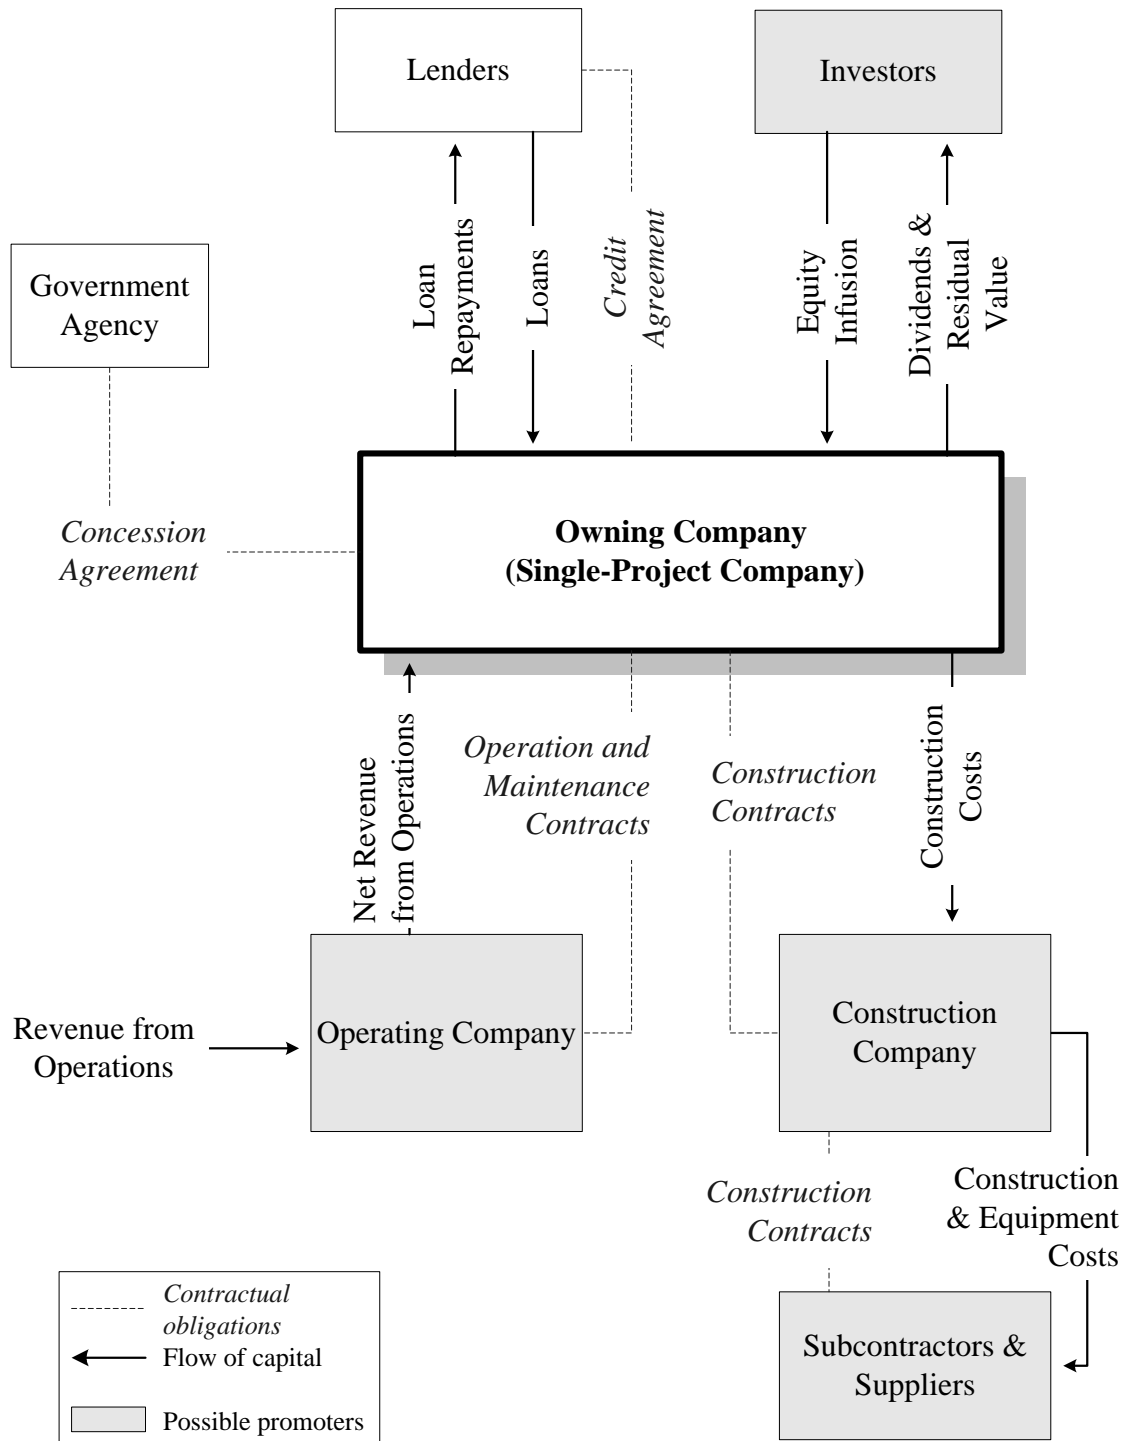 Lenders
Investors
Government
Agency
Loan
Repayments
Loans
Credit
Agreement
Equity
Infusion
Dividends &
Residual
Value
Concession
Agreement
Owning Company
(Single-Project Company)
Net Revenue
from Operations
Operation and
Maintenance
Contracts
Construction
Contracts
Construction
Costs
Revenue from
Operations
Operating Company
Construction
Company
Construction
Contracts
Construction
& Equipment
Costs
Subcontractors &
Suppliers
Contractual
obligations
Flow of capital
Possible promoters